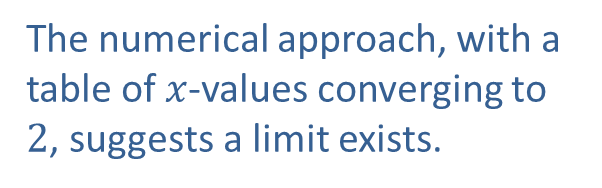 The numerical approach, with a
table of x-values converging to
2, suggests a limit exists.